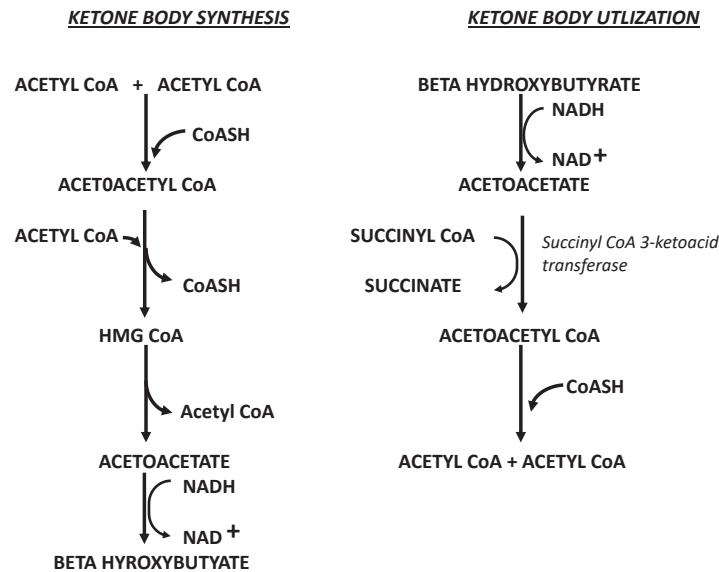 KETONE BODY SYNTHESIS
ACETYL CoA + ACETYL CoA
CoASH
ACET0ACETYL CoA
ACETYL CoA
CoASH
HMG CoA
Acetyl CoA
ACETOACETATE
NADH
NAD+
BETA HYROXYBUTYATE
KETONE BODY UTLIZATION
BETA HYDROXYBUTYRATE
NADH
NAD+
ACETOACETATE
SUCCINYL CoA
Succinyl CoA 3-ketoacid
transferase
SUCCINATE
ACETOACETYL CoA
CoASH
ACETYL CoA + ACETYL CoA